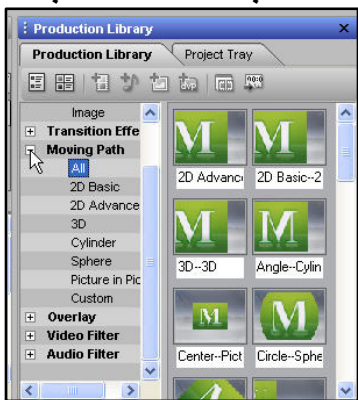 Production Library
Production Library
Project Tray
Image
Transition Effe
Moving Path
All
2D Basic
2D Advance
3D
Cylinder
Sphere
Picture in Pic
Custom
Overlay
Video Filter
Audio Filter
M M
2D Advanc 2D Basic--2
M M
3D--3D Angle--Cylin
M M
Center--Pict Circle--Sphe